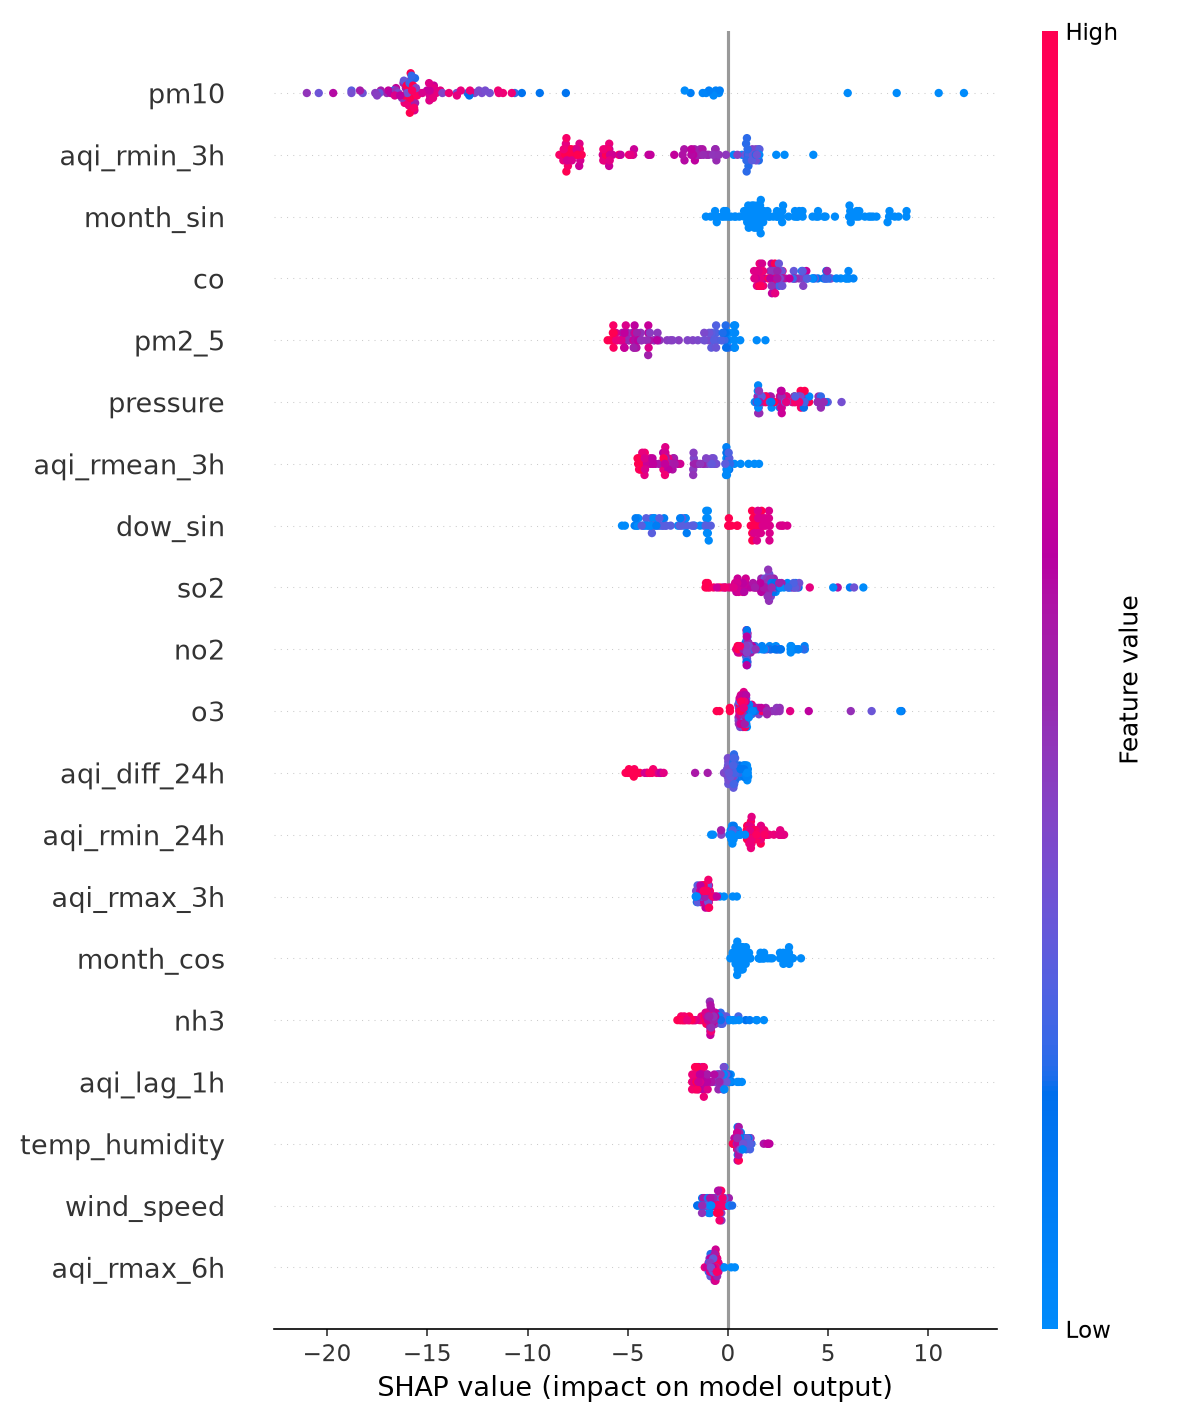 High
pm10
aqi_rmin_3h
month_sin
co
pm2_5
pressure
aqi_rmean_3h
dow_sin
so2
no2
o3
aqi_diff_24h
aqi_rmin_24h
aqi_rmax_3h
month_cos
nh3
aqi_lag_1h
temp_humidity
wind_speed
aqi_rmax_6h
Feature value
Low
−20 −15 −10 −5 0 5 10
SHAP value (impact on model output)